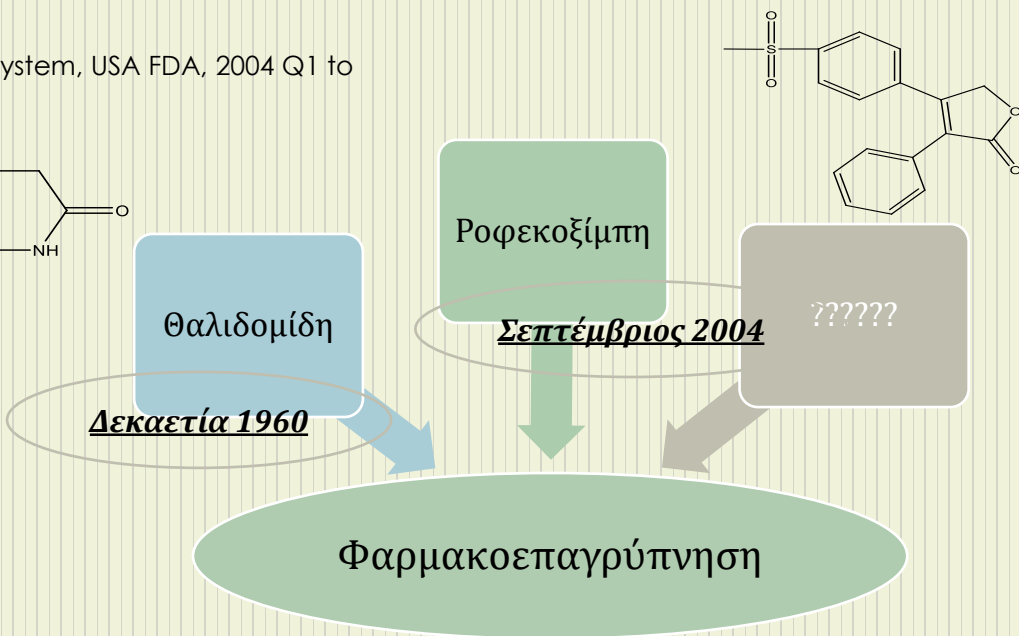 ystem, USA FDA, 2004 Q1 to
O
S
O
O
O
O
NH
Ροφεκοξίμπη
Θαλιδομίδη
??????
Σεπτέμβριος 2004
Δεκαετία 1960
Φαρμακοεπαγρύπνηση